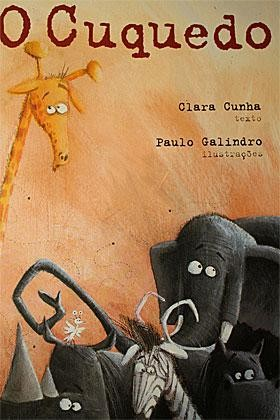 O Cuquedo
Clara Cunha
texto
Paulo Galindro
ilustrações